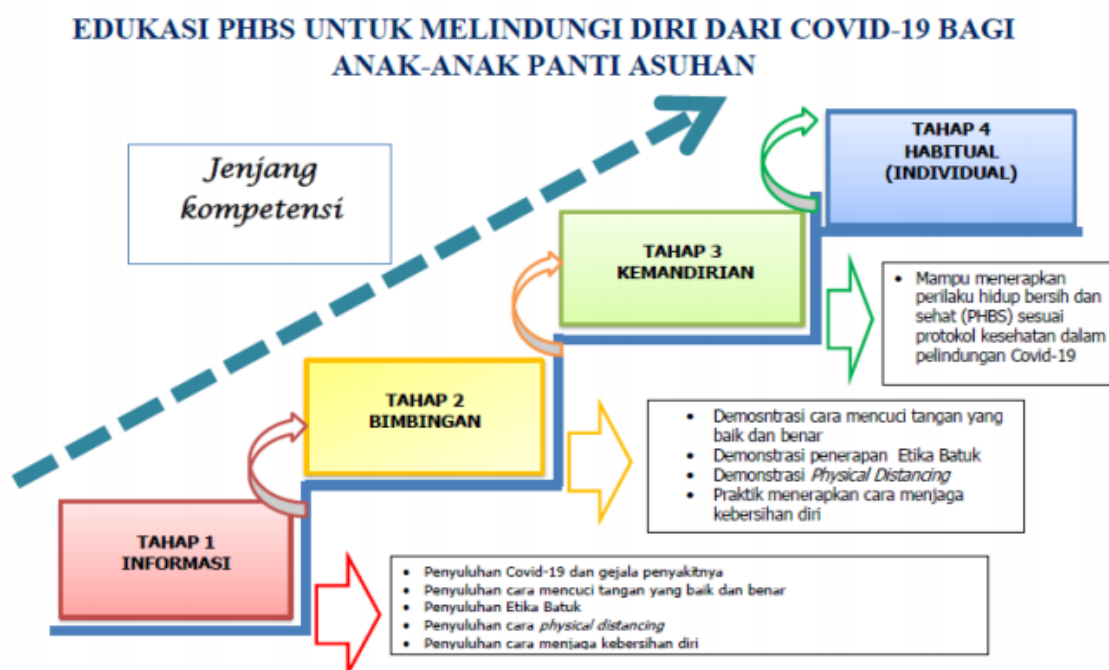 EDUKASI PHBS UNTUK MELINDUNGI DIRI DARI COVID-19 BAGI
ANAK-ANAK PANTI ASUHAN
Jenjang
kompetensi
TAHAP 4
HABITUAL
(INDIVIDUAL)
TAHAP 3
KEMANDIRIAN
• Mampu menerapkan
perilaku hidup bersih dan
sehat (PHBS) sesuai
protokol kesehatan dalam
pelindungan Covid-19
TAHAP 2
BIMBINGAN
• Demosntrasi cara mencuci tangan yang
baik dan benar
• Demonstrasi penerapan Etika Batuk
• Demonstrasi Physical Distancing
• Praktik menerapkan cara menjaga
kebersihan diri
TAHAP 1
INFORMASI
• Penyuluhan Covid-19 dan gejala penyakitnya
• Penyuluhan cara mencuci tangan yang baik dan benar
• Penyuluhan Etika Batuk
• Penyuluhan cara physical distancing
• Penyuluhan cara menjaga kebersihan diri